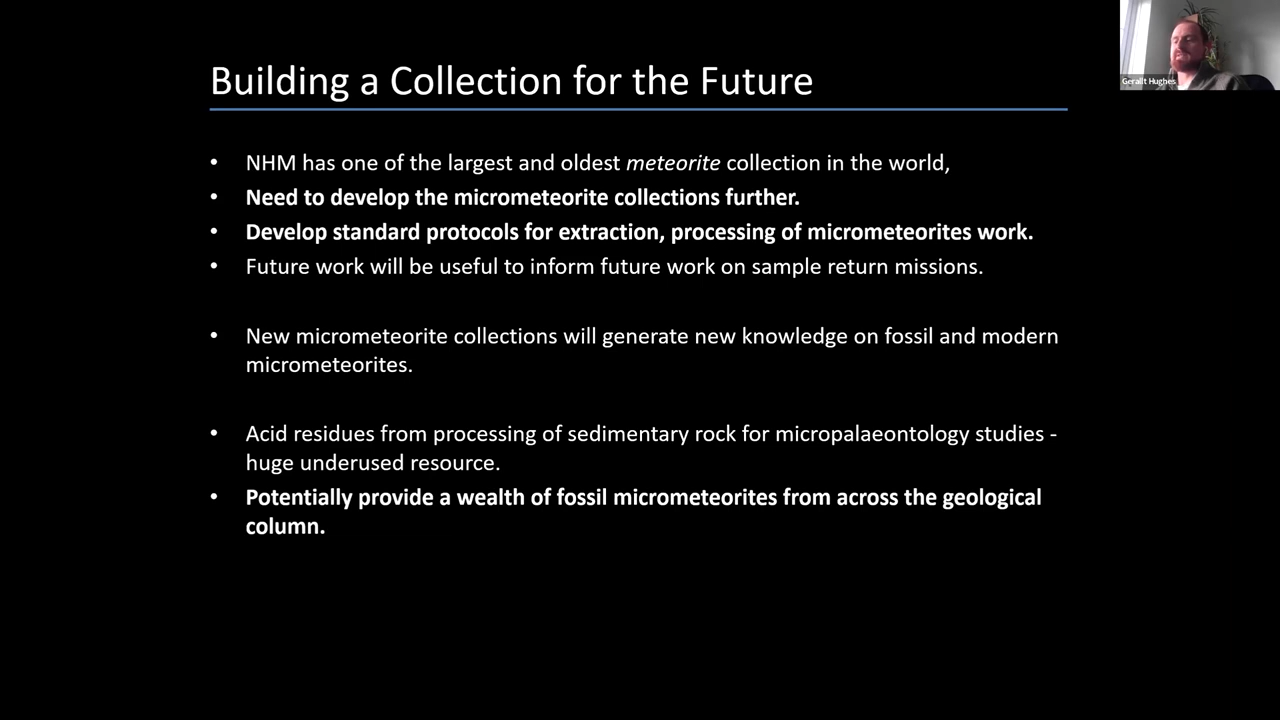 Building a Collection for the Future
Gerallt Hughes
• NHM has one of the largest and oldest meteorite collection in the world,
• Need to develop the micrometeorite collections further.
• Develop standard protocols for extraction, processing of micrometeorites work.
• Future work will be useful to inform future work on sample return missions.
• New micrometeorite collections will generate new knowledge on fossil and modern
micrometeorites.
• Acid residues from processing of sedimentary rock for micropalaeontology studies -
huge underused resource.
• Potentially provide a wealth of fossil micrometeorites from across the geological
column.